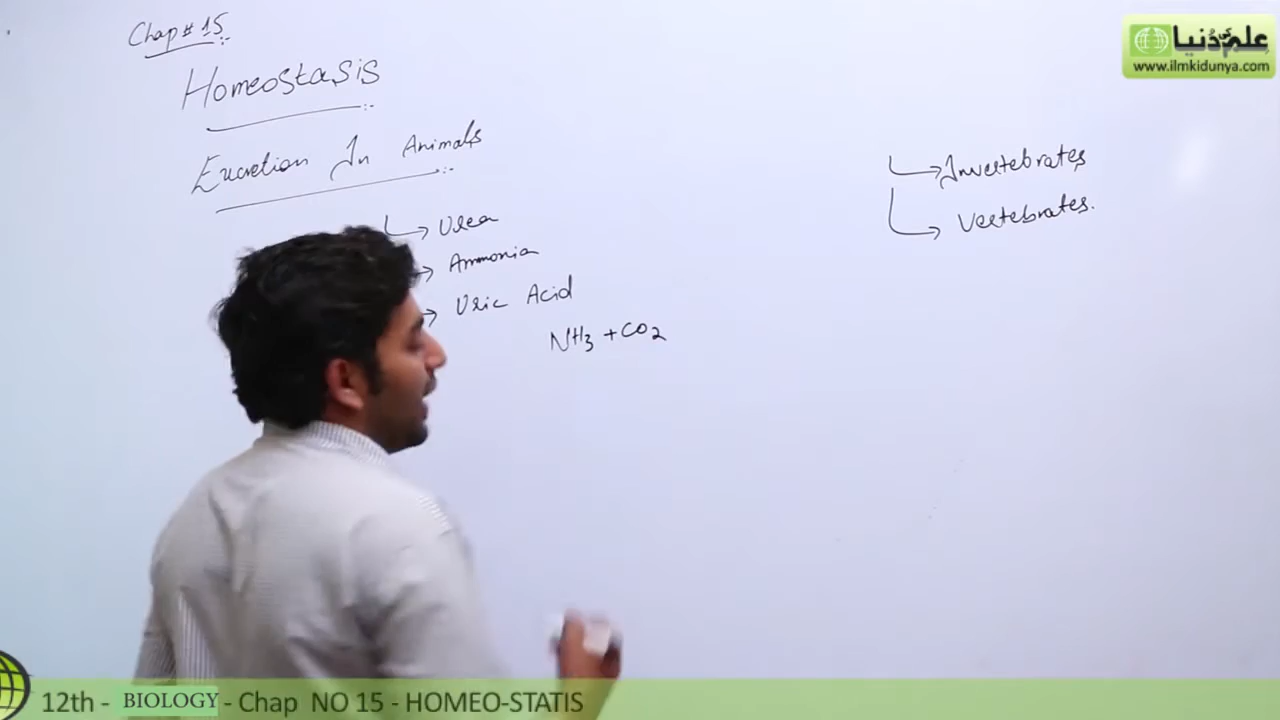 Chap # 15
Homeostasis
Excretion In Animals
Urea
Ammonia
Uric Acid
NH3 + CO2
Invertebrates
Vertebrates.
علم کی دُنیا
www.ilmkidunya.com
12th - BIOLOGY - Chap NO 15 - HOMEO-STATIS